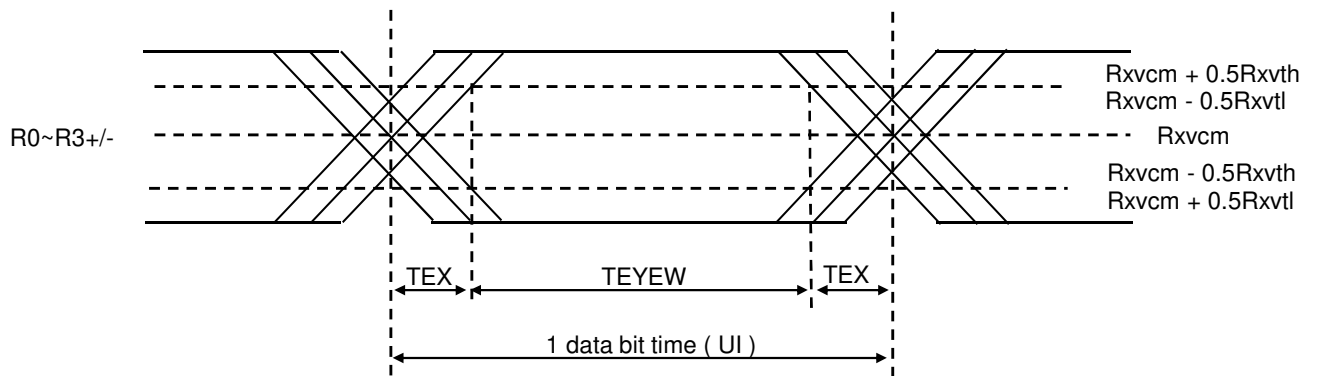 Rxvcm + 0.5Rxvth
Rxvcm - 0.5Rxvtl
R0~R3+/-
Rxvcm
Rxvcm - 0.5Rxvth
Rxvcm + 0.5Rxvtl
TEX
TEYEW
TEX
1 data bit time ( UI )